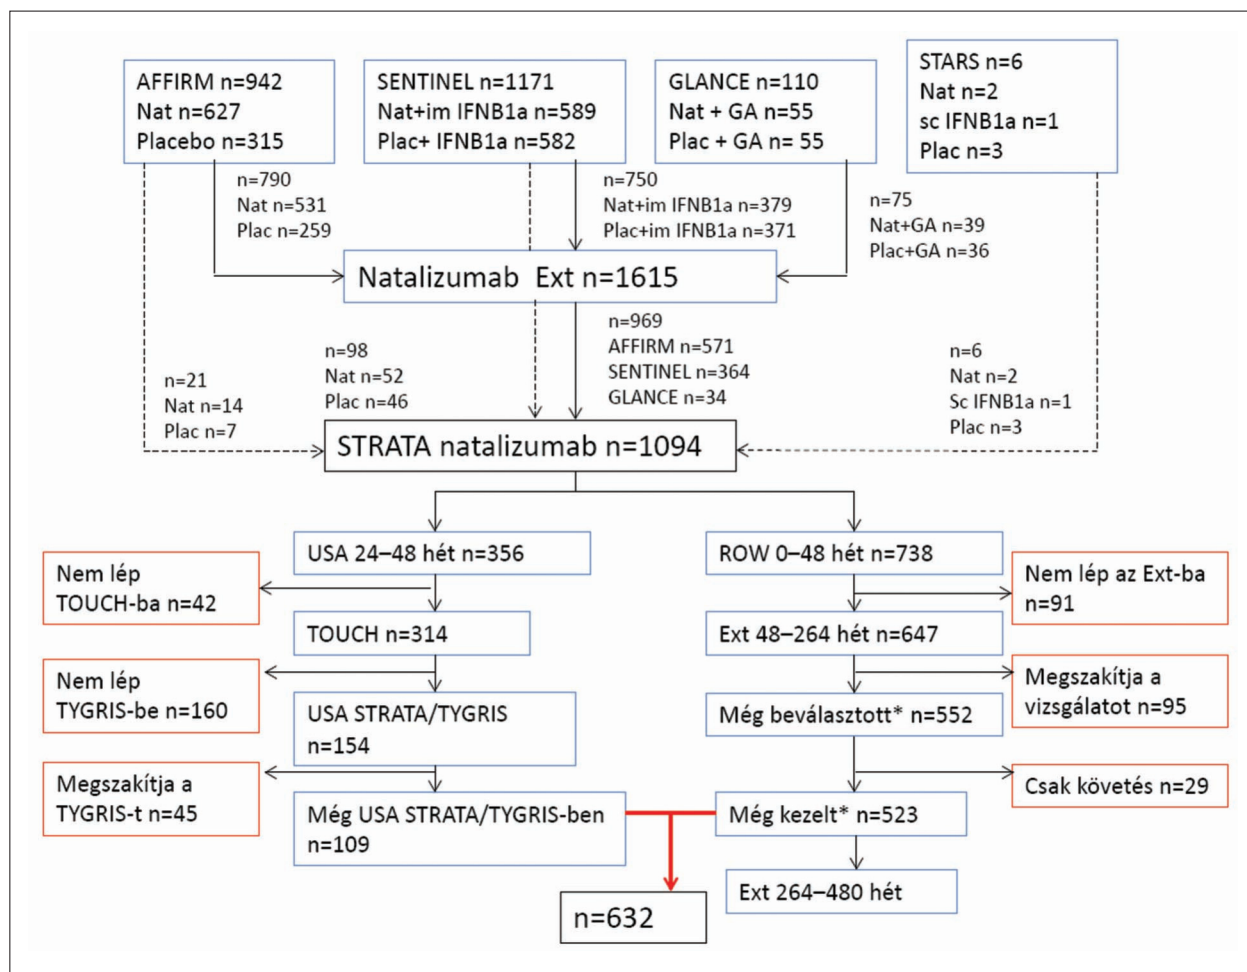 AFFIRM n=942
Nat n=627
Placebo n=315
SENTINEL n=1171
Nat+im IFNB1a n=589
Plac+ IFNB1a n=582
GLANCE n=110
Nat + GA n=55
Plac + GA n= 55
STARS n=6
Nat n=2
sc IFNB1a n=1
Plac n=3
n=790
Nat n=531
Plac n=259
n=750
Nat+im IFNB1a n=379
Plac+im IFNB1a n=371
n=75
Nat+GA n=39
Plac+GA n=36
Natalizumab Ext n=1615
n=21
Nat n=14
Plac n=7
n=98
Nat n=52
Plac n=46
n=969
AFFIRM n=571
SENTINEL n=364
GLANCE n=34
n=6
Nat n=2
Sc IFNB1a n=1
Plac n=3
STRATA natalizumab n=1094
USA 24–48 hét n=356
ROW 0–48 hét n=738
Nem lép
TOUCH-ba n=42
Nem lép az Ext-ba
n=91
TOUCH n=314
Ext 48–264 hét n=647
Nem lép
TYGRIS-be n=160
Megszakítja a
vizsgálatot n=95
USA STRATA/TYGRIS
n=154
Még beválasztott* n=552
Megszakítja a
TYGRIS-t n=45
Csak követés n=29
Még USA STRATA/TYGRIS-ben
n=109
Még kezelt* n=523
Ext 264–480 hét
n=632